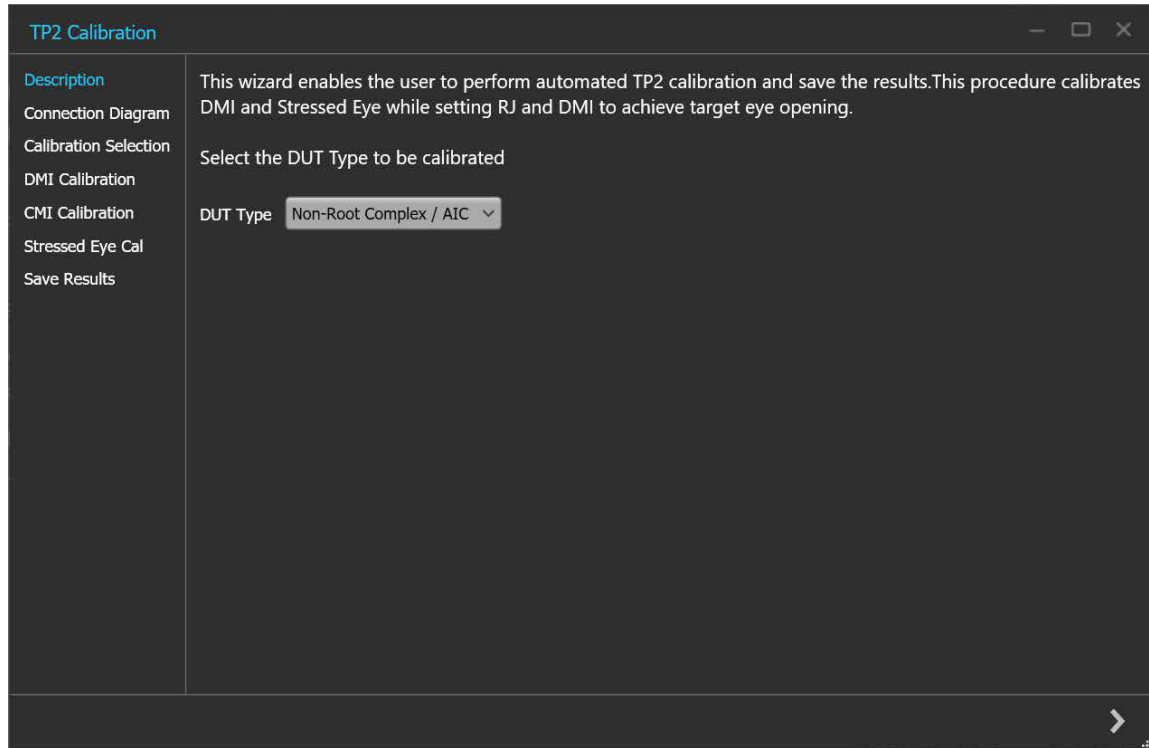 TP2 Calibration
Description
Connection Diagram
Calibration Selection
DMI Calibration
CMI Calibration
Stressed Eye Cal
Save Results
This wizard enables the user to perform automated TP2 calibration and save the results.This procedure calibrates
DMI and Stressed Eye while setting RJ and DMI to achieve target eye opening.
Select the DUT Type to be calibrated
DUT Type Non-Root Complex / AIC